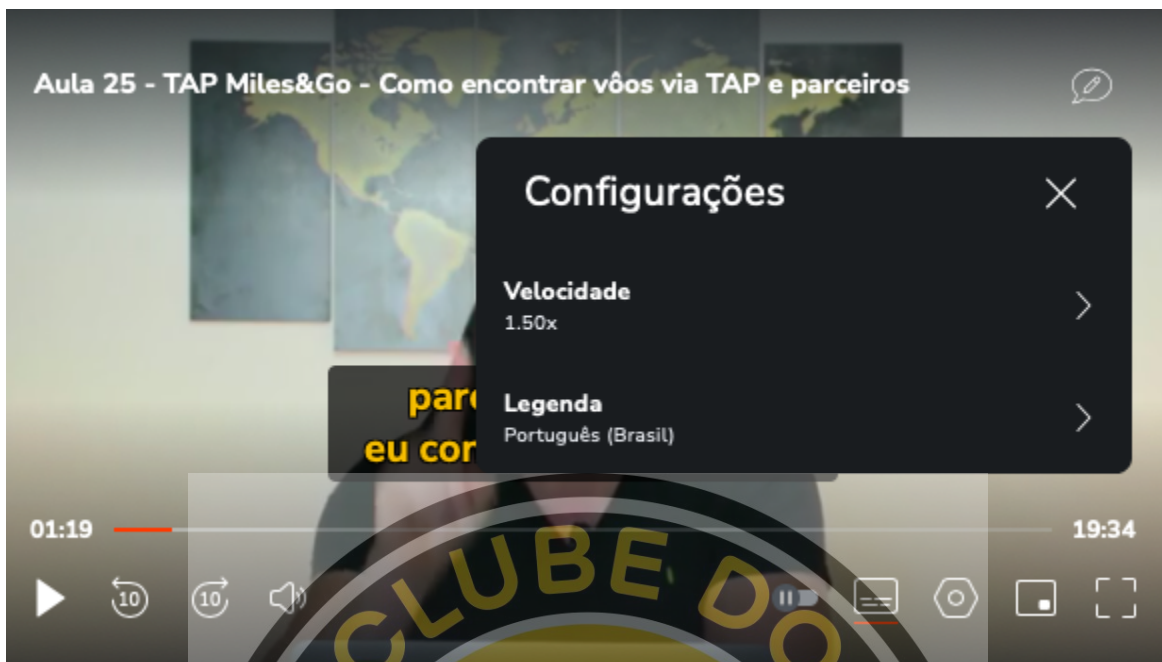 Aula 25 - TAP Miles&Go - Como encontrar vôos via TAP e parceiros
Configurações
Velocidade
1.50x
Legenda
Português (Brasil)
eu
01:19
19:34
10
10
CLUBE DO